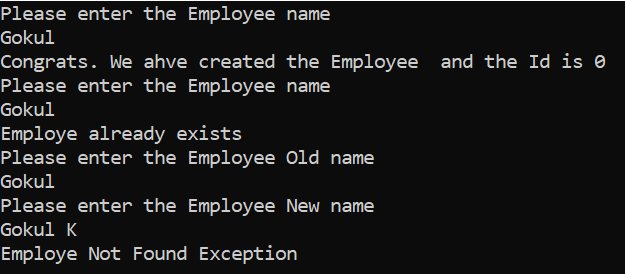 Please enter the Employee name
Gokul
Congrats. We ahve created the Employee  and the Id is 0
Please enter the Employee name
Gokul
Employe already exists
Please enter the Employee Old name
Gokul
Please enter the Employee New name
Gokul K
Employe Not Found Exception